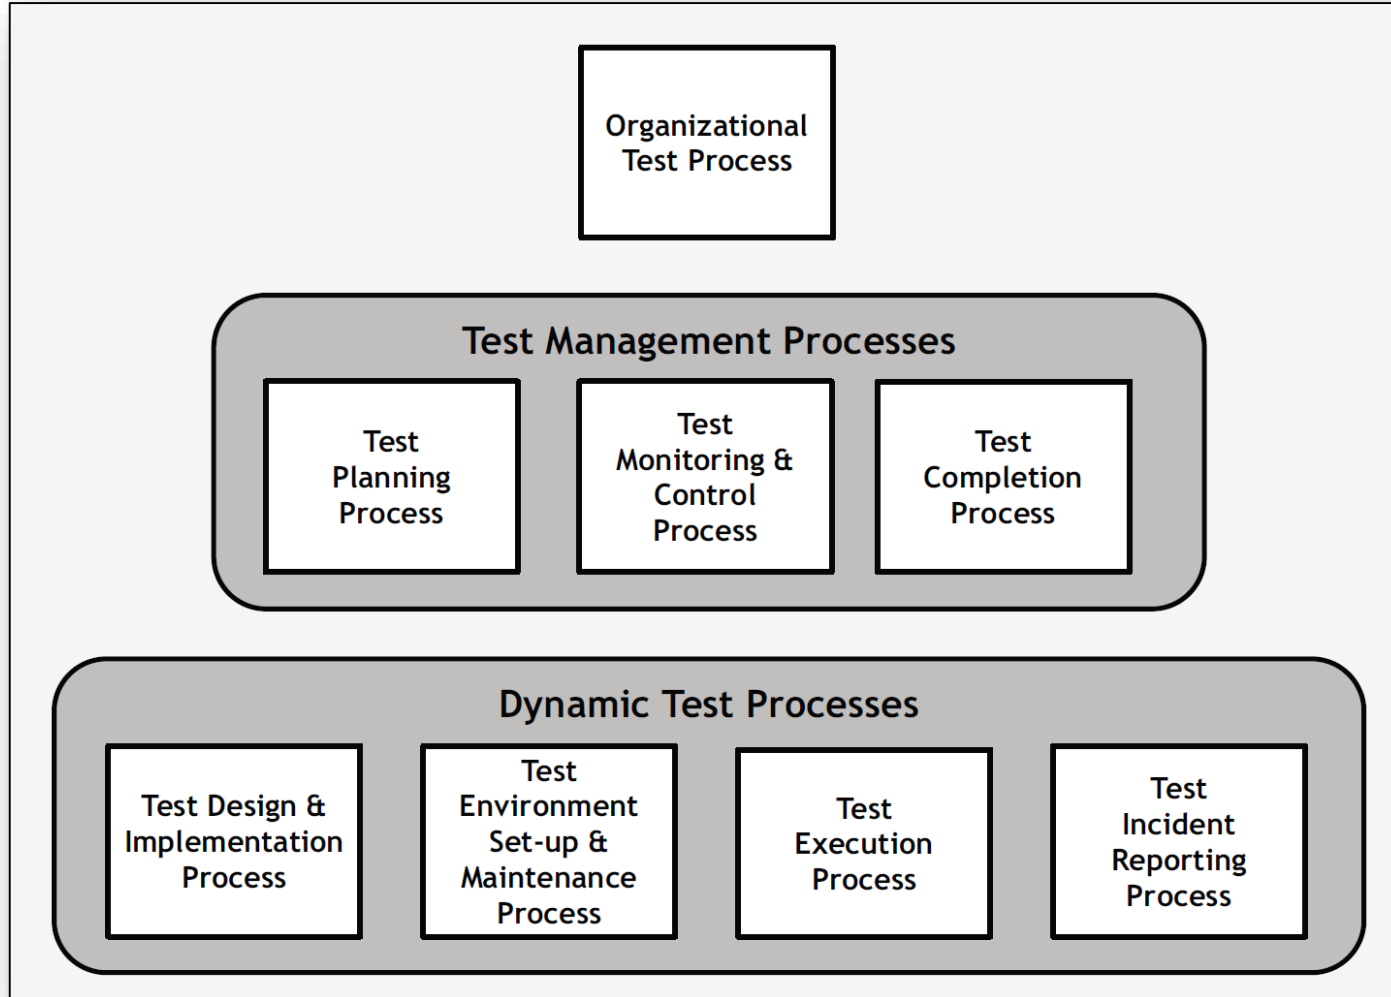 Organizational
Test Process
Test Management Processes
Test
Planning
Process
Test
Monitoring &
Control
Process
Test
Completion
Process
Dynamic Test Processes
Test Design &
Implementation
Process
Test
Environment
Set-up &
Maintenance
Process
Test
Execution
Process
Test
Incident
Reporting
Process